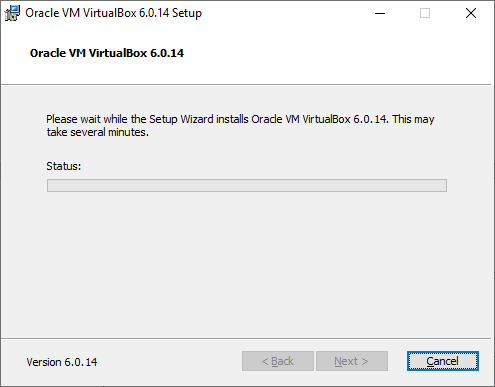 Oracle VM VirtualBox 6.0.14 Setup
Oracle VM VirtualBox 6.0.14
Please wait while the Setup Wizard installs Oracle VM VirtualBox 6.0.14. This may
take several minutes.
Status:
Version 6.0.14
< Back
Next >
Cancel